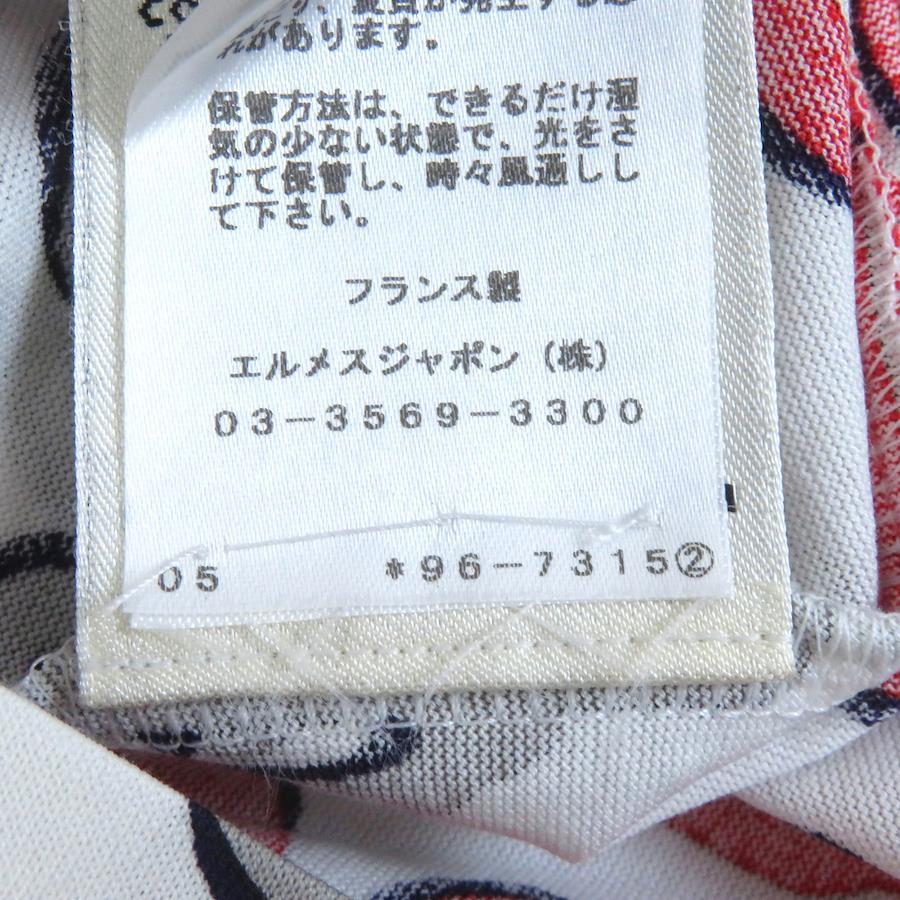 れがあります。
保管方法は、できるだけ湿
気の少ない状態で、光をさ
けて保管し、時々風通しし
て下さい。
フランス製
エルメスジャポン（株）
03-3569-3300
05 *96-7315②